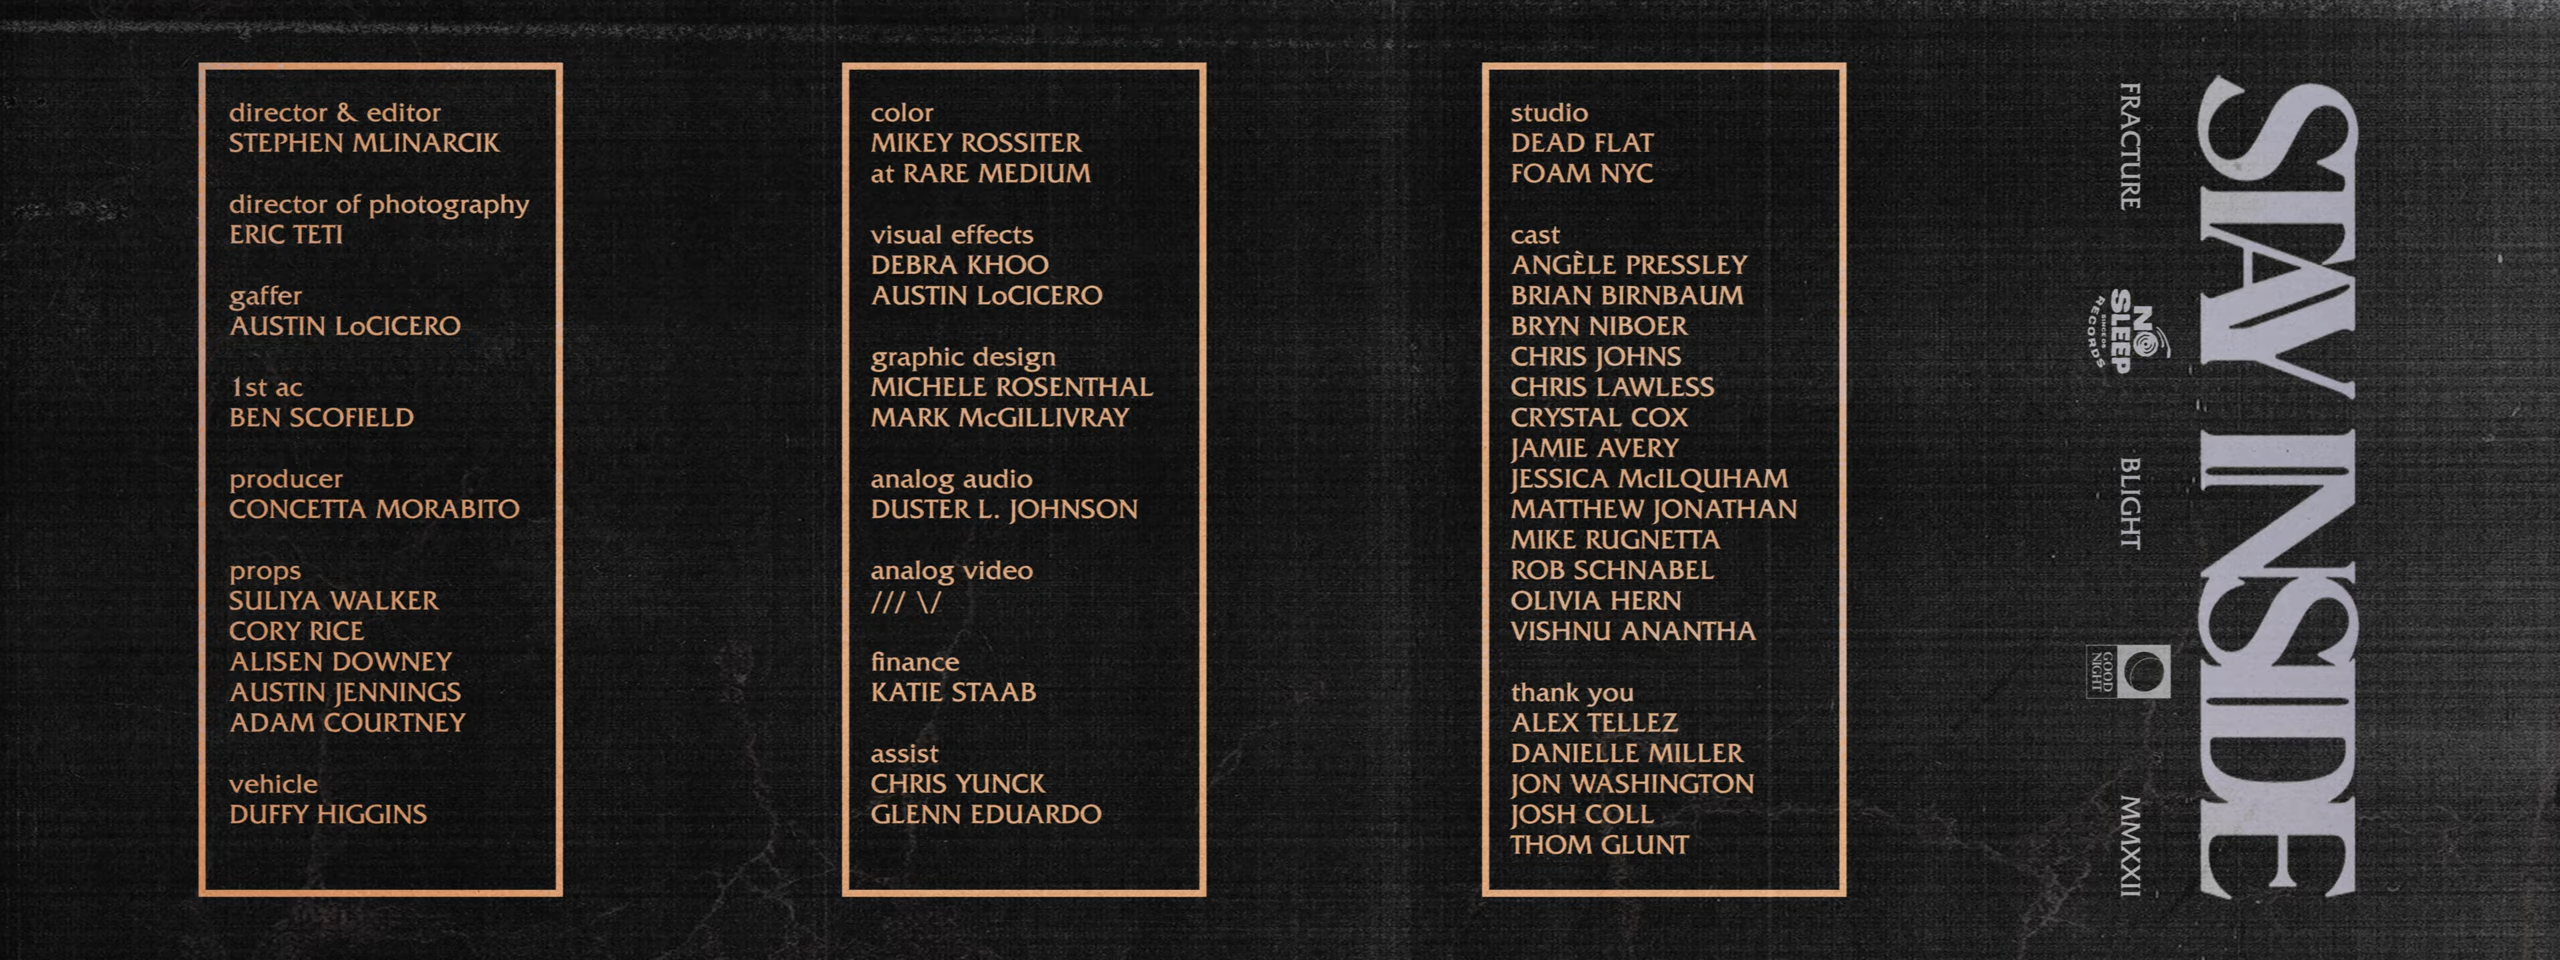 director & editor
STEPHEN MLINARCIK
director of photography
ERIC TETI
gaffer
AUSTIN LoCICERO
1st ac
BEN SCOFIELD
producer
CONCETTA MORABITO
props
SULIYA WALKER
CORY RICE
ALISEN DOWNEY
AUSTIN JENNINGS
ADAM COURTNEY
vehicle
DUFFY HIGGINS
color
MIKEY ROSSITER
at RARE MEDIUM
visual effects
DEBRA KHOO
AUSTIN LoCICERO
graphic design
MICHELE ROSENTHAL
MARK McGILLIVRAY
analog audio
DUSTER L. JOHNSON
analog video
/// \/
finance
KATIE STAAB
assist
CHRIS YUNCK
GLENN EDUARDO
studio
DEAD FLAT
FOAM NYC
cast
ANGÈLE PRESSLEY
BRIAN BIRNBAUM
BRYN NIBOER
CHRIS JOHNS
CHRIS LAWLESS
CRYSTAL COX
JAMIE AVERY
JESSICA McILQUHAM
MATTHEW JONATHAN
MIKE RUGNETTA
ROB SCHNABEL
OLIVIA HERN
VISHNU ANANTHA
thank you
ALEX TELLEZ
DANIELLE MILLER
JON WASHINGTON
JOSH COLL
THOM GLUNT
STAY INSIDE
FRACTURE
NO
SLEEP
SINCE 06
RECORDS
BLIGHT
GOOD
NIGHT
MMXXII